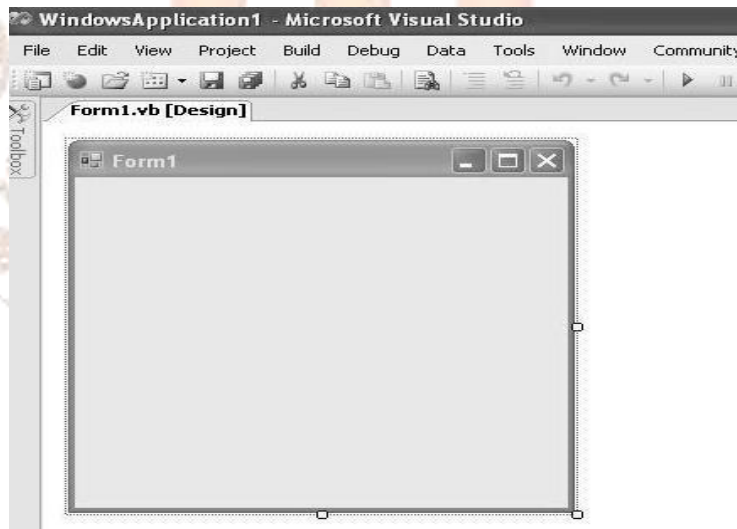 WindowsApplication1 - Microsoft Visual Studio
File Edit View Project Build Debug Data Tools Window Community
Form1.vb [Design]
Toolbox
Form1